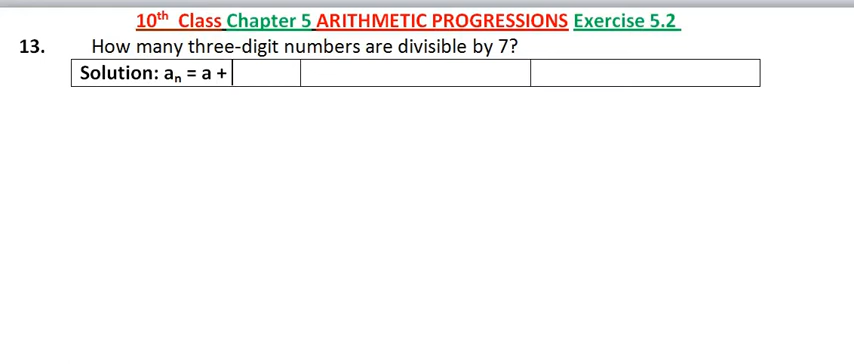 10th Class Chapter 5 ARITHMETIC PROGRESSIONS Exercise 5.2
13. How many three-digit numbers are divisible by 7?
Solution: an = a +